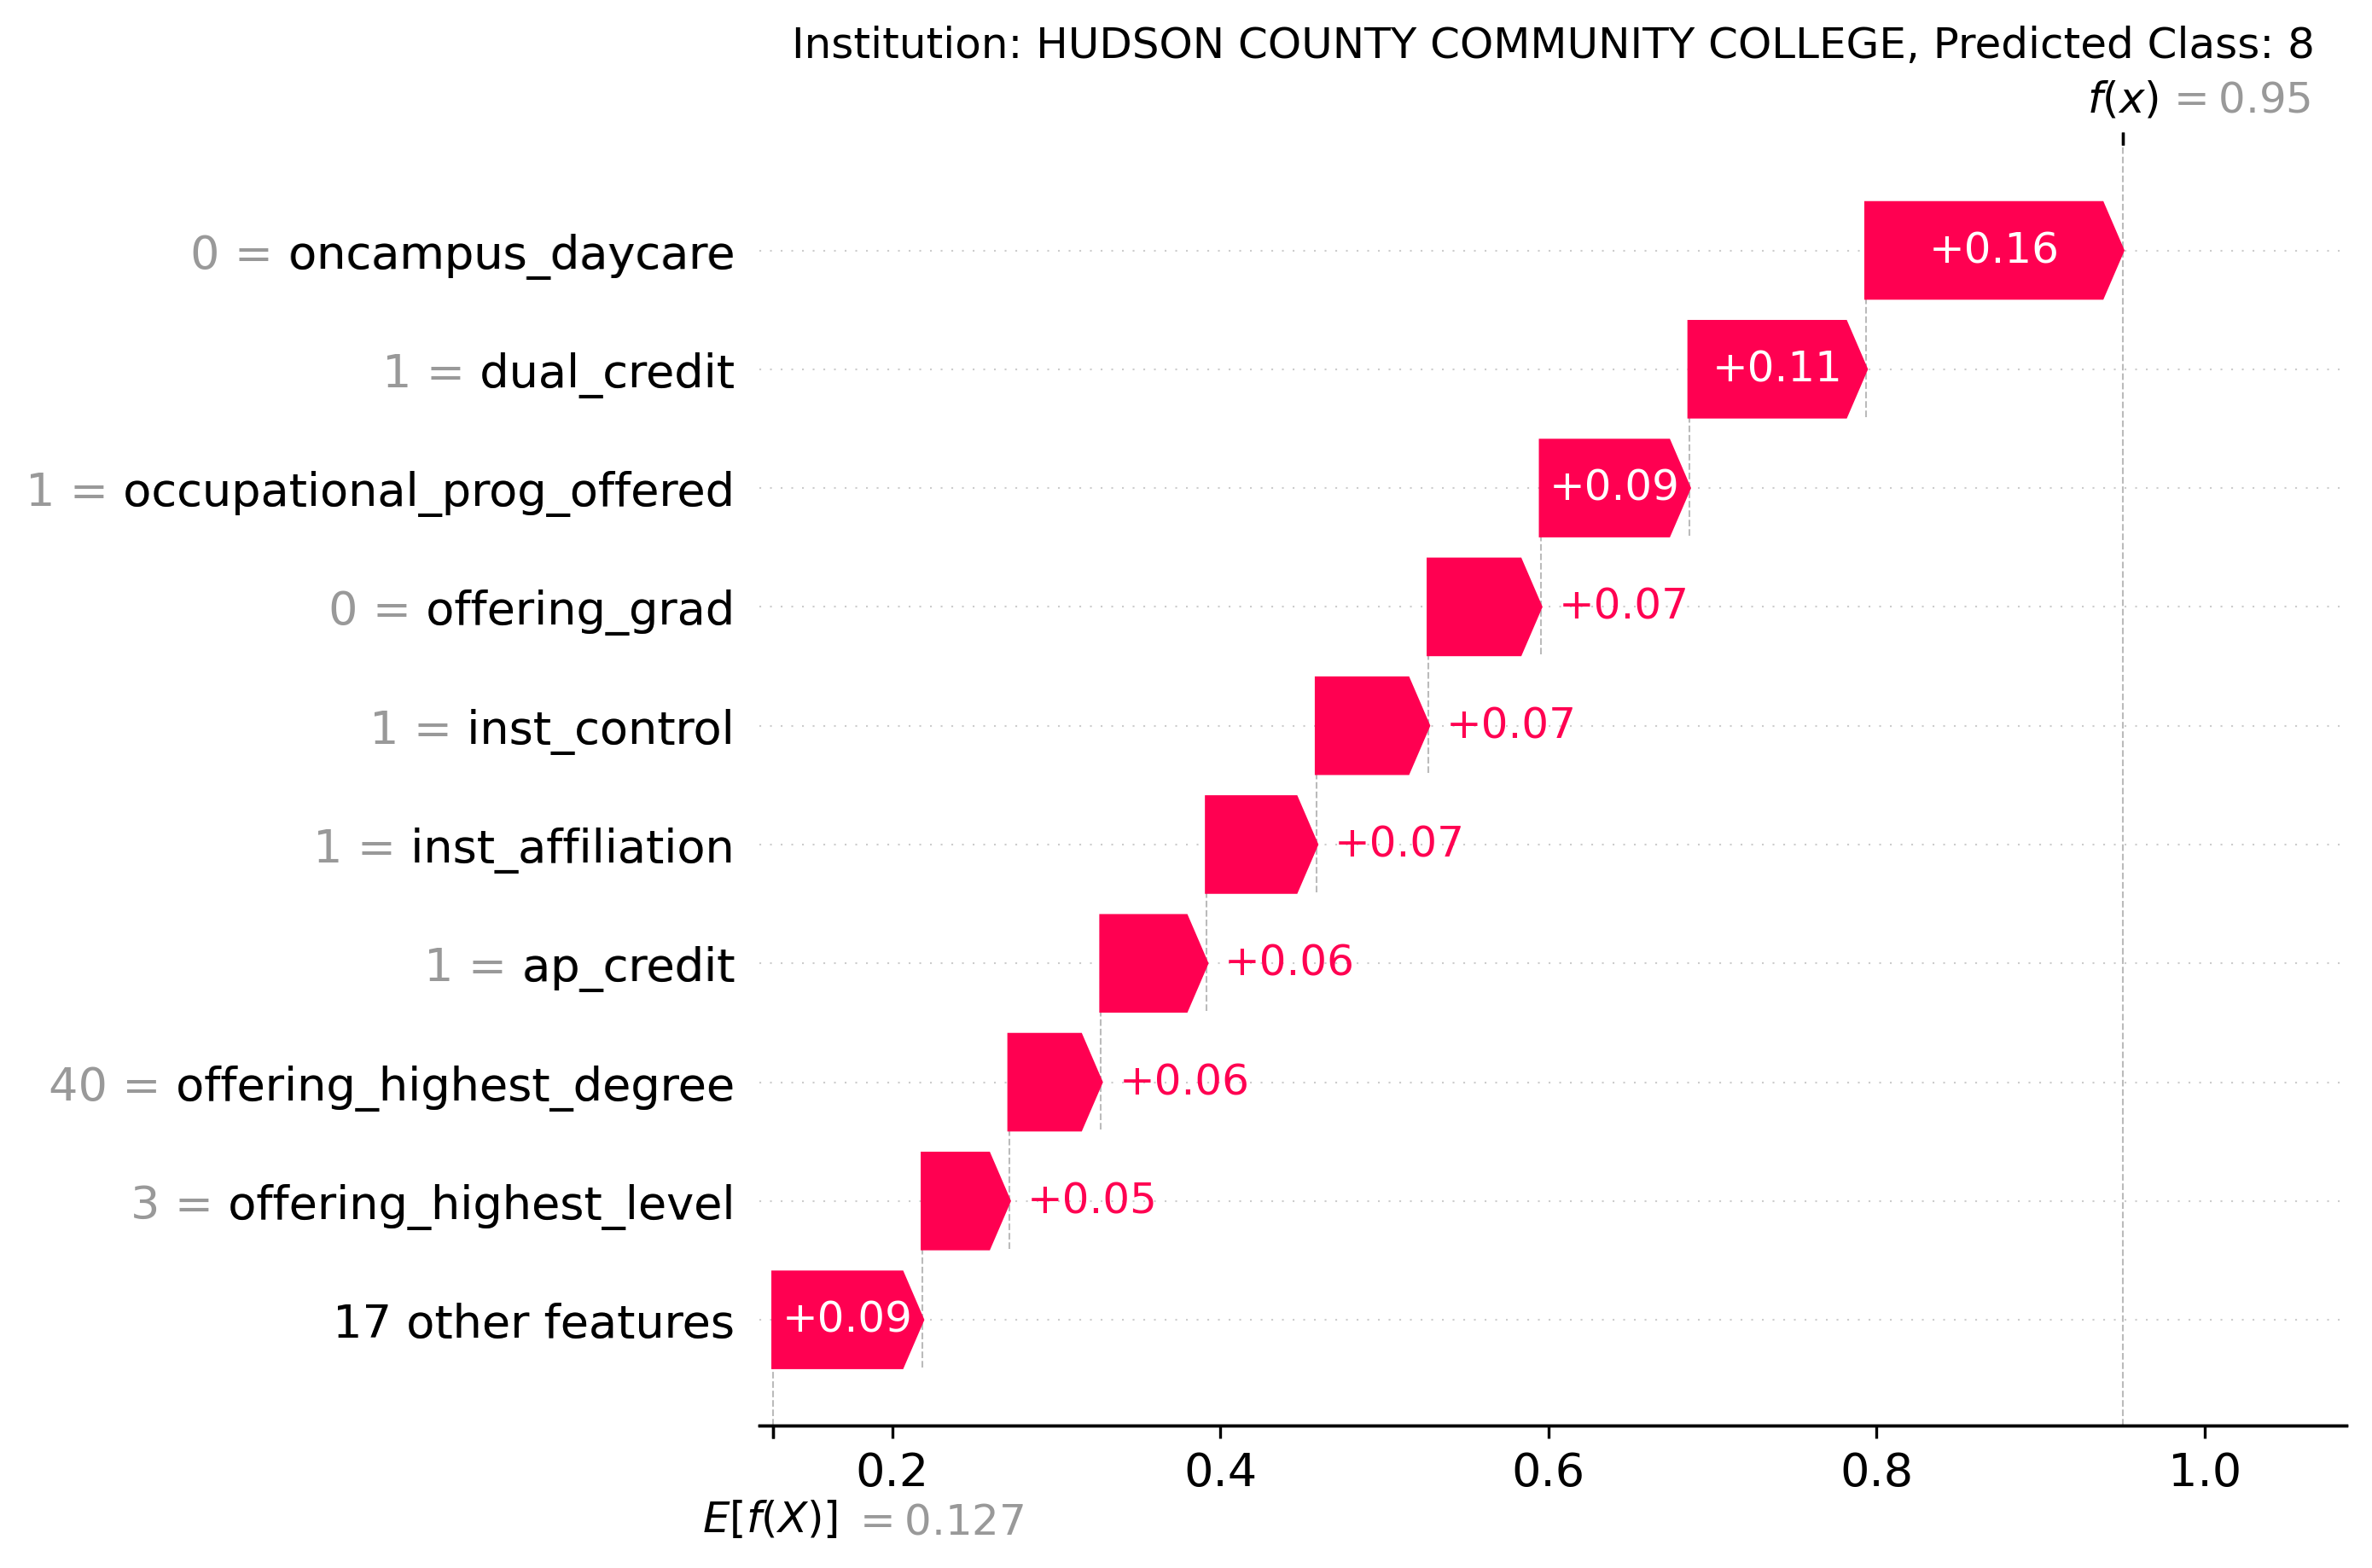 Institution: HUDSON COUNTY COMMUNITY COLLEGE, Predicted Class: 8
f(x) = 0.95
0 = oncampus_daycare +0.16
1 = dual_credit +0.11
1 = occupational_prog_offered +0.09
0 = offering_grad +0.07
1 = inst_control +0.07
1 = inst_affiliation +0.07
1 = ap_credit +0.06
40 = offering_highest_degree +0.06
3 = offering_highest_level +0.05
17 other features +0.09
0.2 0.4 0.6 0.8 1.0
E[f(X)] = 0.127